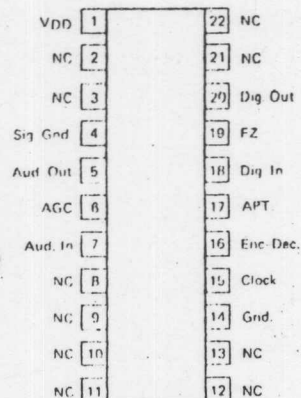 VDD 1 22 NC
NC 2 21 NC
NC 3 20 Dig. Out
Sig. Gnd. 4 19 FZ
Aud. Out 5 18 Dig. In
AGC 6 17 APT.
Aud. In 7 16 Enc-Dec.
NC 8 15 Clock
NC 9 14 Gnd.
NC 10 13 NC
NC 11 12 NC